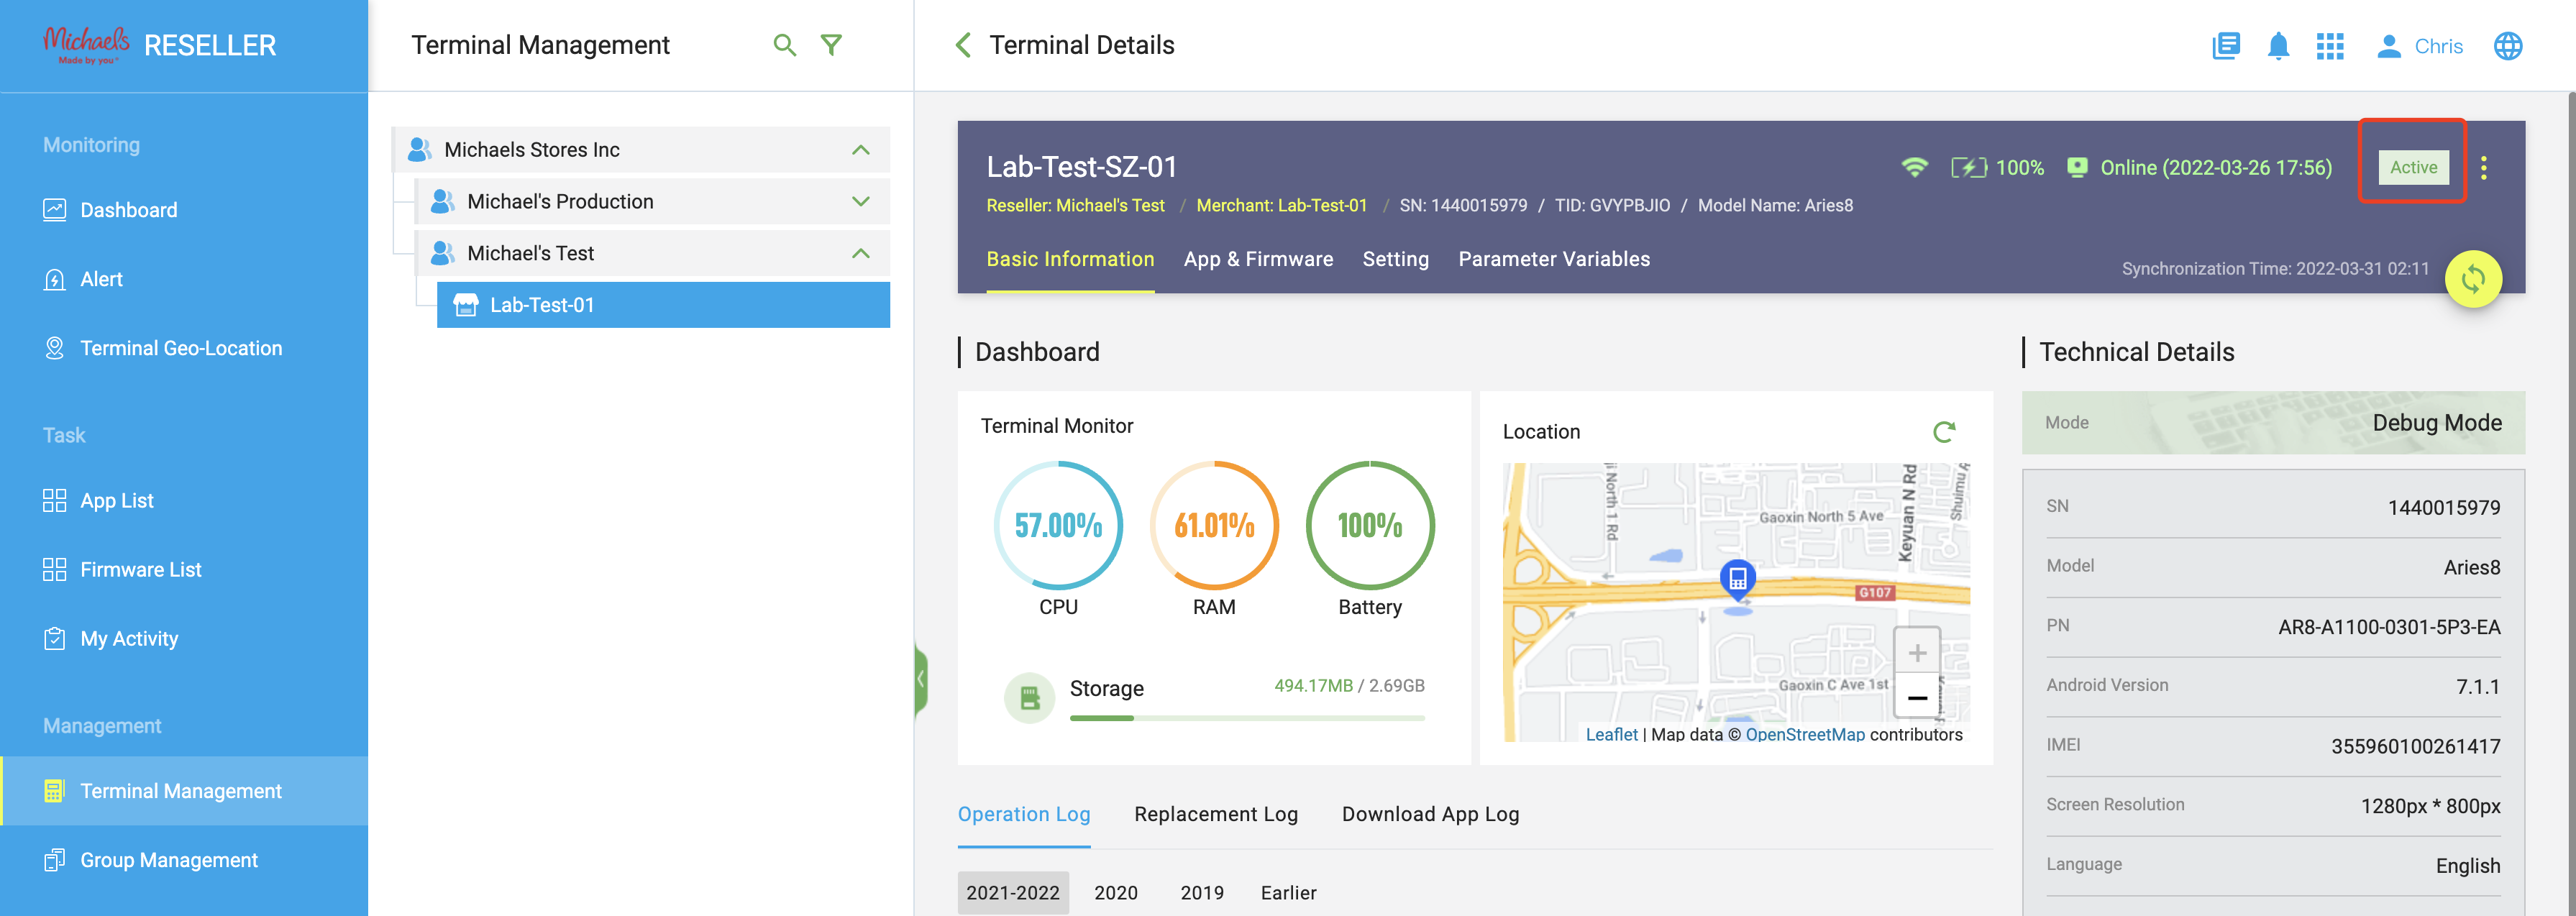 Michaels
Made by you™
RESELLER
Monitoring
Dashboard
Alert
Terminal Geo-Location
Task
App List
Firmware List
My Activity
Management
Terminal Management
Group Management
Terminal Management
Michaels Stores Inc
Michael's Production
Michael's Test
Lab-Test-01
Terminal Details
Chris
Lab-Test-SZ-01
100%
Online (2022-03-26 17:56)
Active
Reseller: Michael's Test / Merchant: Lab-Test-01 / SN: 1440015979 / TID: GVYPBJIO / Model Name: Aries8
Basic Information
App & Firmware
Setting
Parameter Variables
Synchronization Time: 2022-03-31 02:11
Dashboard
Terminal Monitor
57.00%
61.01%
100%
CPU
RAM
Battery
Storage
494.17MB / 2.69GB
Location
North 1 Rd
Gaoxin North 5 Ave
Keyuan N Rd
Shuimu
G107
Gaoxin C Ave 1st
+
−
Leaflet | Map data © OpenStreetMap contributors
Operation Log
Replacement Log
Download App Log
2021-2022
2020
2019
Earlier
Technical Details
Mode
Debug Mode
SN
1440015979
Model
Aries8
PN
AR8-A1100-0301-5P3-EA
Android Version
7.1.1
IMEI
355960100261417
Screen Resolution
1280px * 800px
Language
English